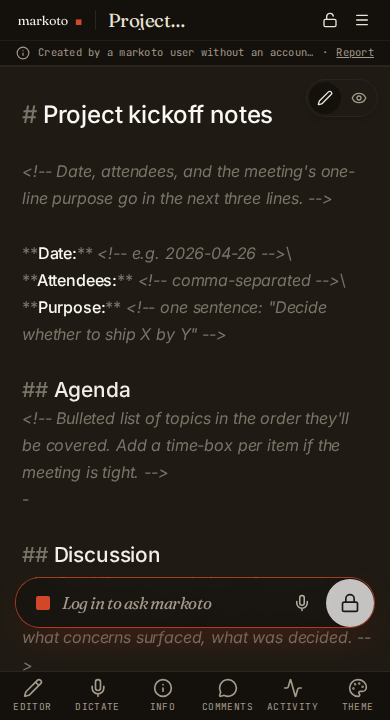 markoto
Project...
Created by a markoto user without an accoun… · Report
# Project kickoff notes
<!-- Date, attendees, and the meeting's one-
line purpose go in the next three lines. -->
**Date:** <!-- e.g. 2026-04-26 -->\
**Attendees:** <!-- comma-separated -->\
**Purpose:** <!-- one sentence: "Decide
whether to ship X by Y" -->
## Agenda
<!-- Bulleted list of topics in the order they'll
be covered. Add a time-box per item if the
meeting is tight. -->
-
## Discussion
Log in to ask markoto
what concerns surfaced, what was decided. --
>
EDITOR DICTATE INFO COMMENTS ACTIVITY THEME